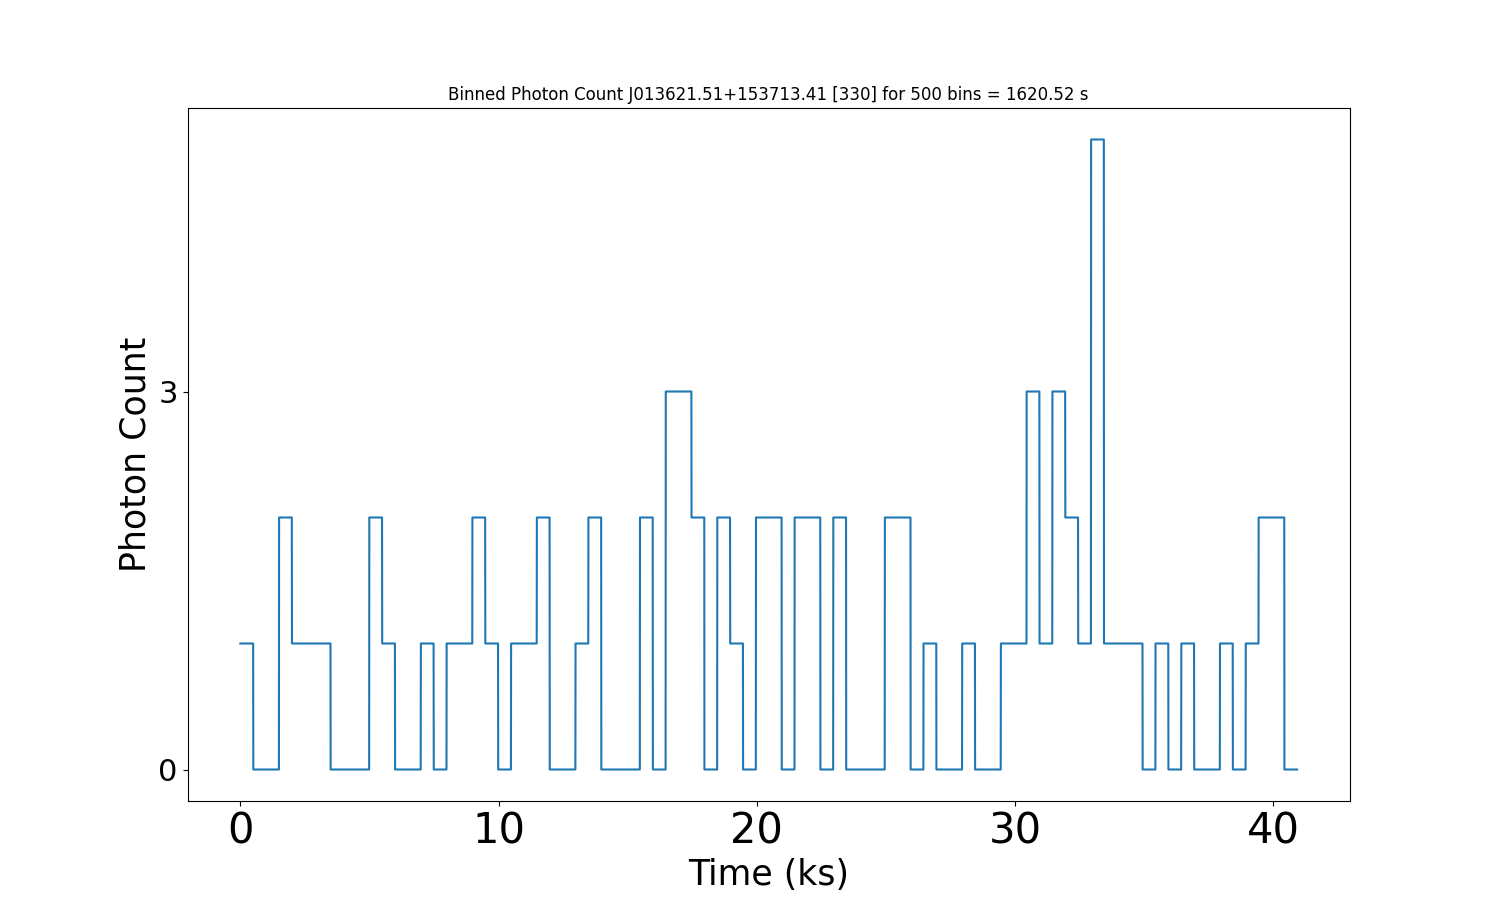 Binned Photon Count J013621.51+153713.41 [330] for 500 bins = 1620.52 s
Photon Count
3
0
0 10 20 30 40
Time (ks)